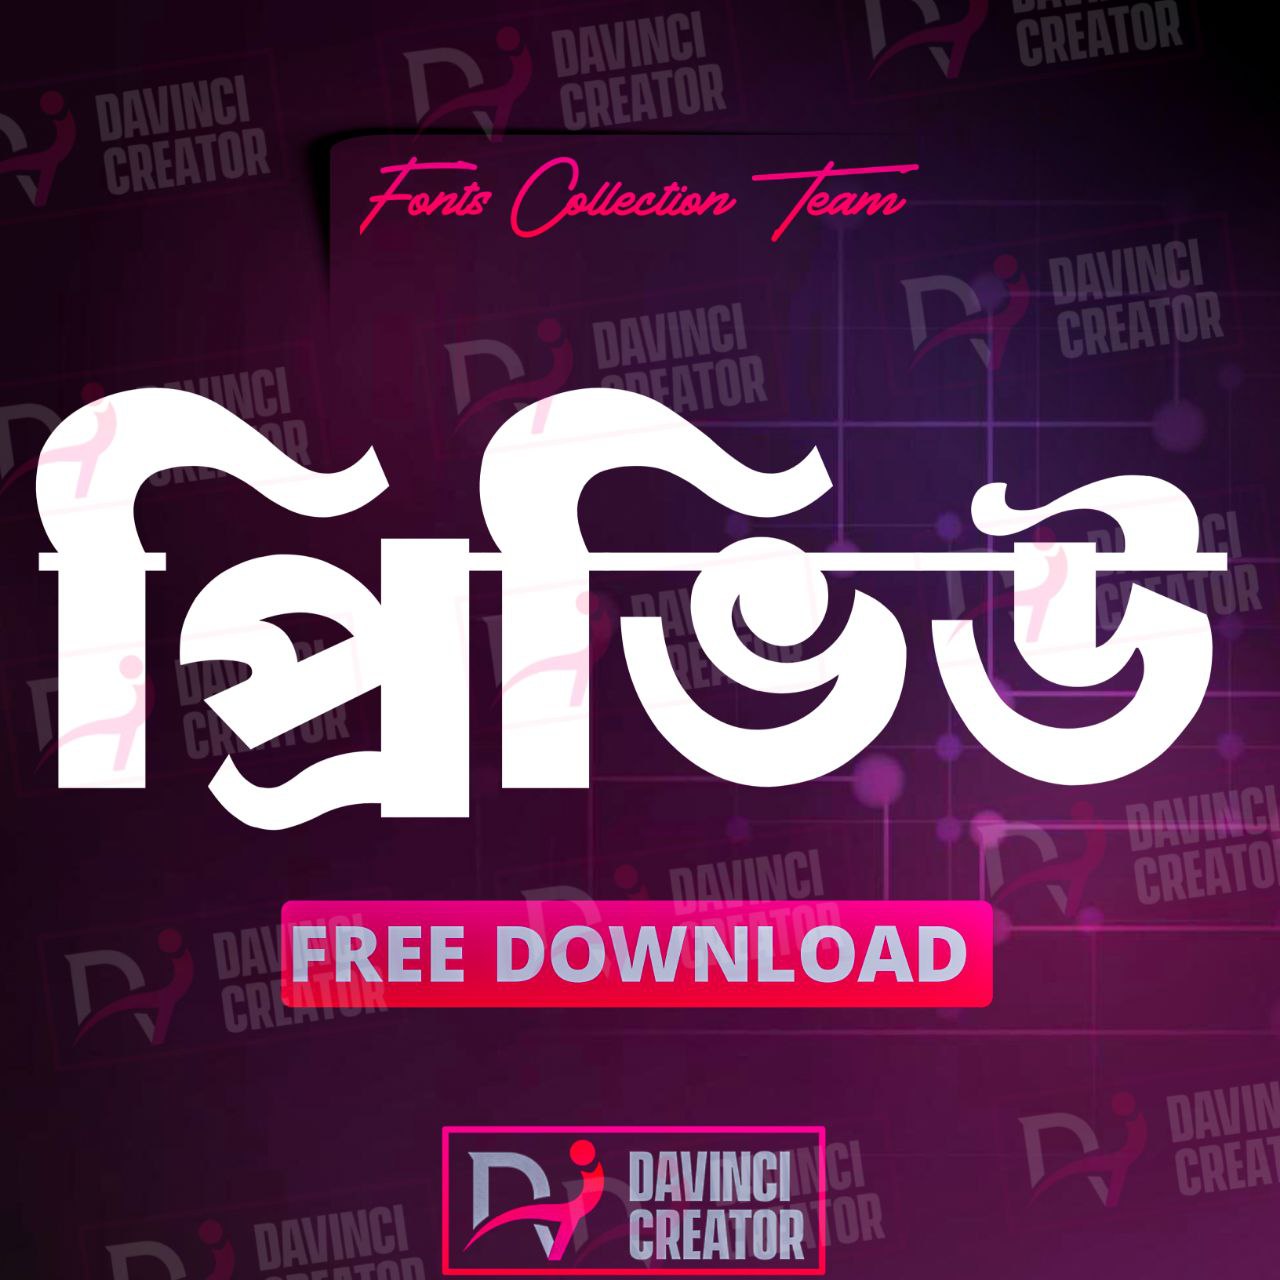 Fonts Collection Team
প্রিভিউ
FREE DOWNLOAD
DAVINCI
CREATOR